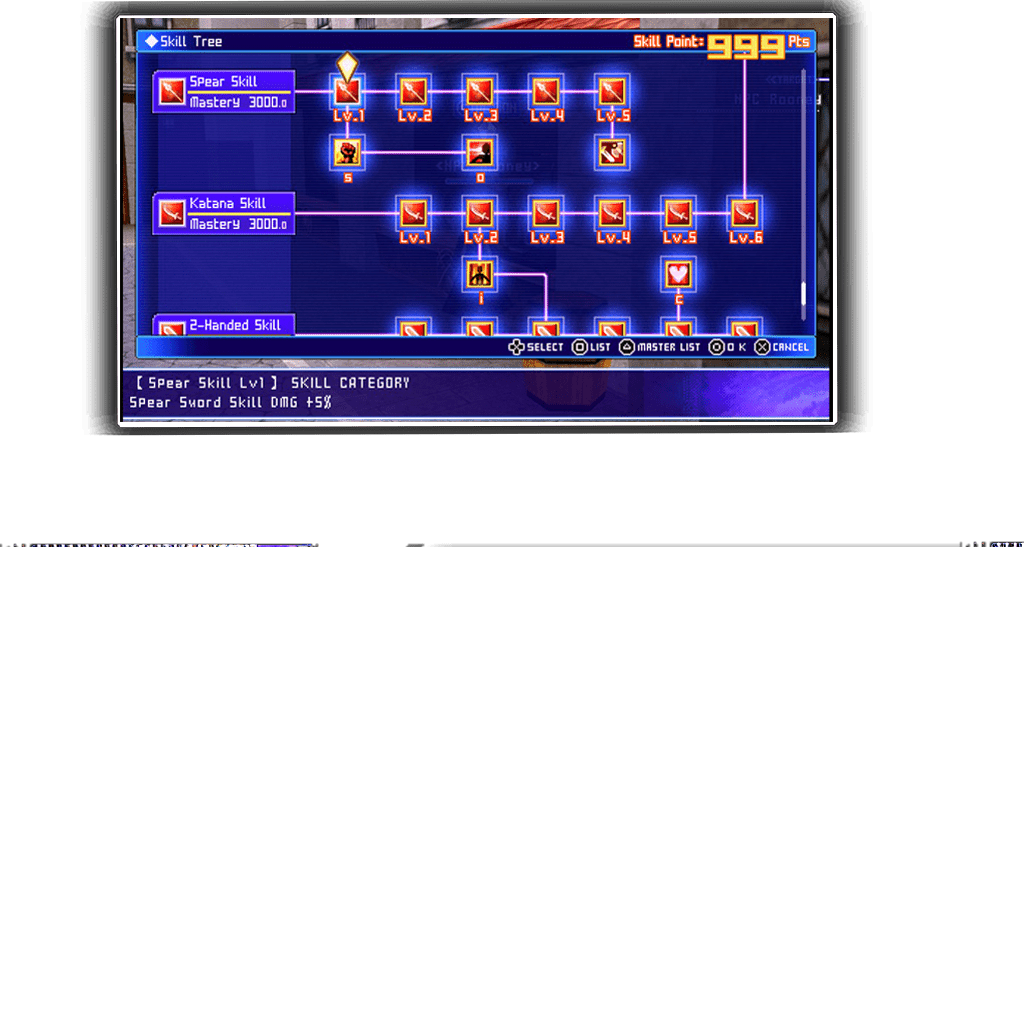 ◆Skill Tree
Skill Point: 999 Pts
Spear Skill
Mastery 3000.0
Lv.1 Lv.2 Lv.3 Lv.4 Lv.5
S O
Katana Skill
Mastery 3000.0
Lv.1 Lv.2 Lv.3 Lv.4 Lv.5 Lv.6
i C
2-Handed Skill
SELECT LIST MASTER LIST O K CANCEL
[ Spear Skill Lv1 ] SKILL CATEGORY
Spear Sword Skill DMG +5%